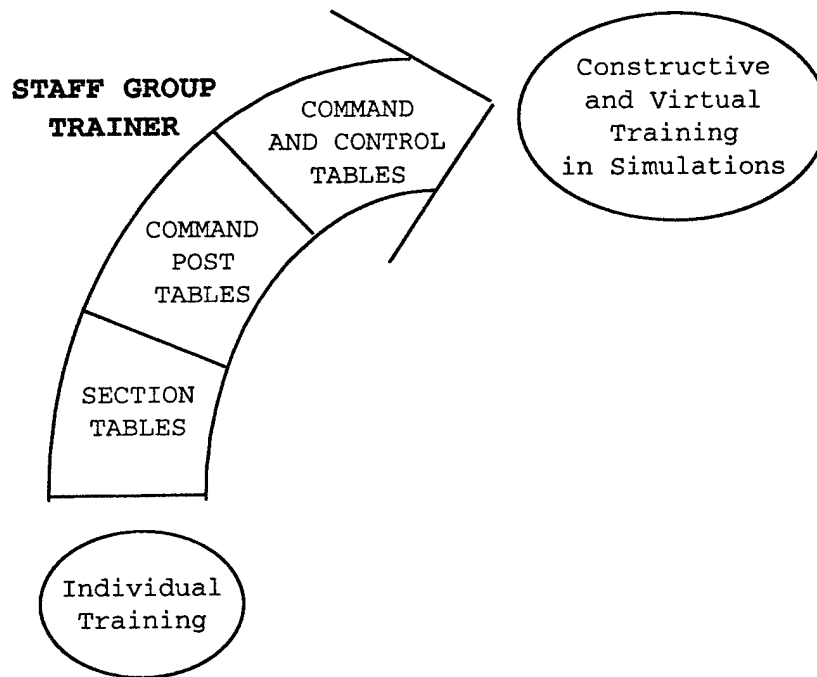 STAFF GROUP
TRAINER
COMMAND
AND CONTROL
TABLES
Constructive
and Virtual
Training
in Simulations
COMMAND
POST
TABLES
SECTION
TABLES
Individual
Training